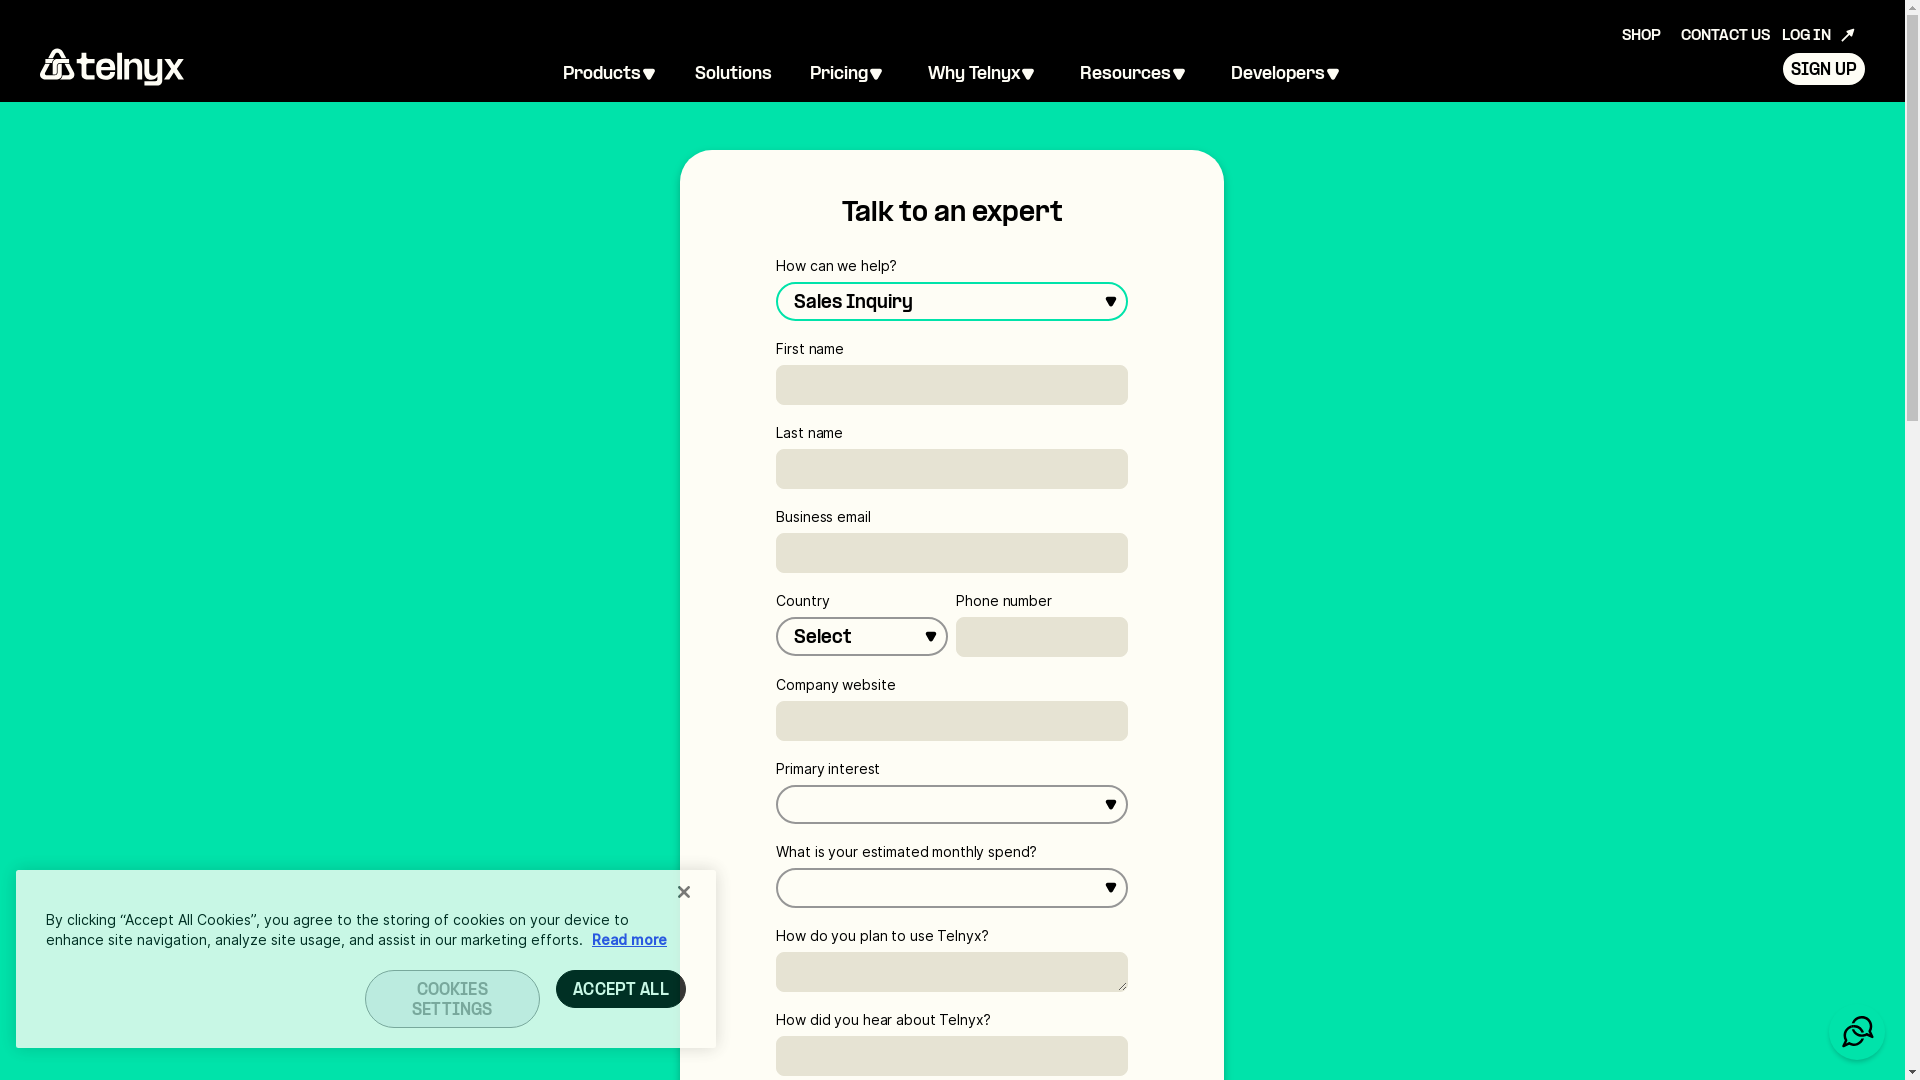 SHOP
CONTACT US
LOG IN
telnyx
Products
Solutions
Pricing
Why Telnyx
Resources
Developers
SIGN UP
Talk to an expert
How can we help?
Sales Inquiry
First name
Last name
Business email
Country
Phone number
Select
Company website
Primary interest
What is your estimated monthly spend?
How do you plan to use Telnyx?
How did you hear about Telnyx?
By clicking “Accept All Cookies”, you agree to the storing of cookies on your device to
enhance site navigation, analyze site usage, and assist in our marketing efforts. Read more
COOKIES
SETTINGS
ACCEPT ALL